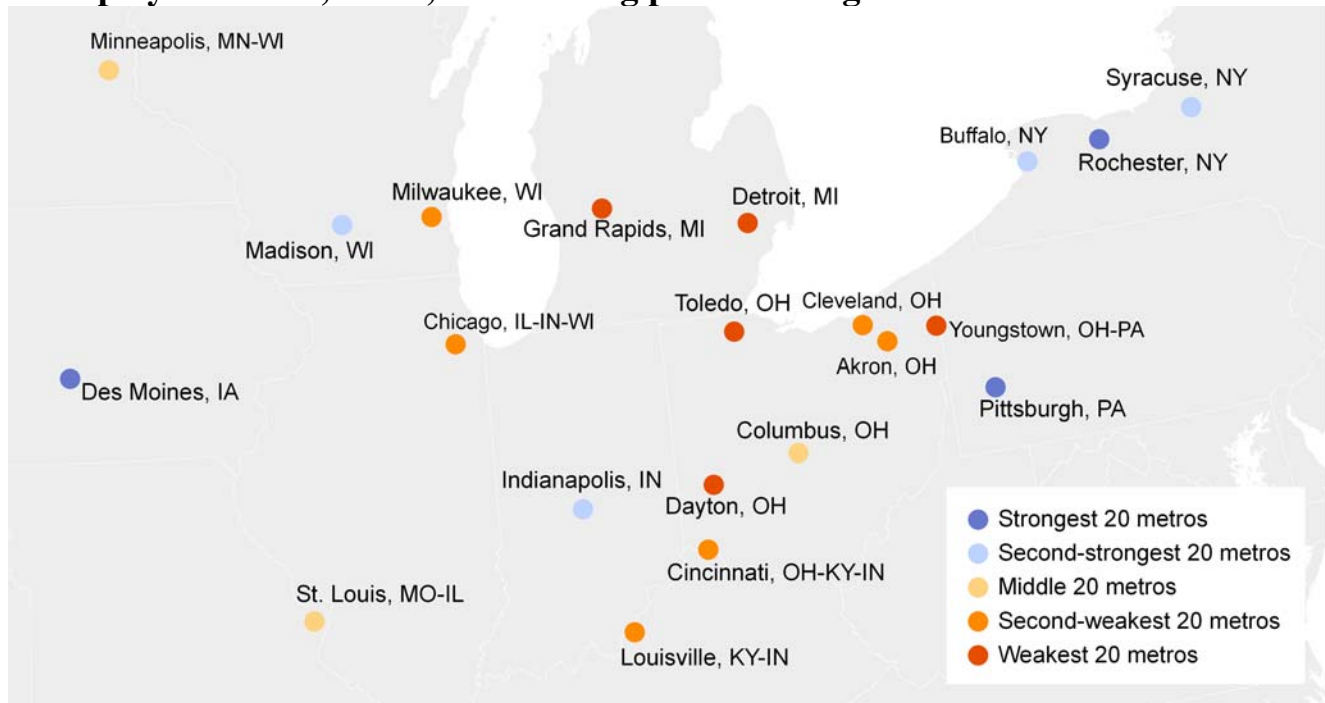 Minneapolis, MN-WI
Syracuse, NY
Buffalo, NY
Rochester, NY
Milwaukee, WI
Detroit, MI
Grand Rapids, MI
Madison, WI
Toledo, OH
Cleveland, OH
Chicago, IL-IN-WI
Youngstown, OH-PA
Akron, OH
Des Moines, IA
Pittsburgh, PA
Columbus, OH
Indianapolis, IN
Dayton, OH
Cincinnati, OH-KY-IN
St. Louis, MO-IL
Louisville, KY-IN
Strongest 20 metros
Second-strongest 20 metros
Middle 20 metros
Second-weakest 20 metros
Weakest 20 metros